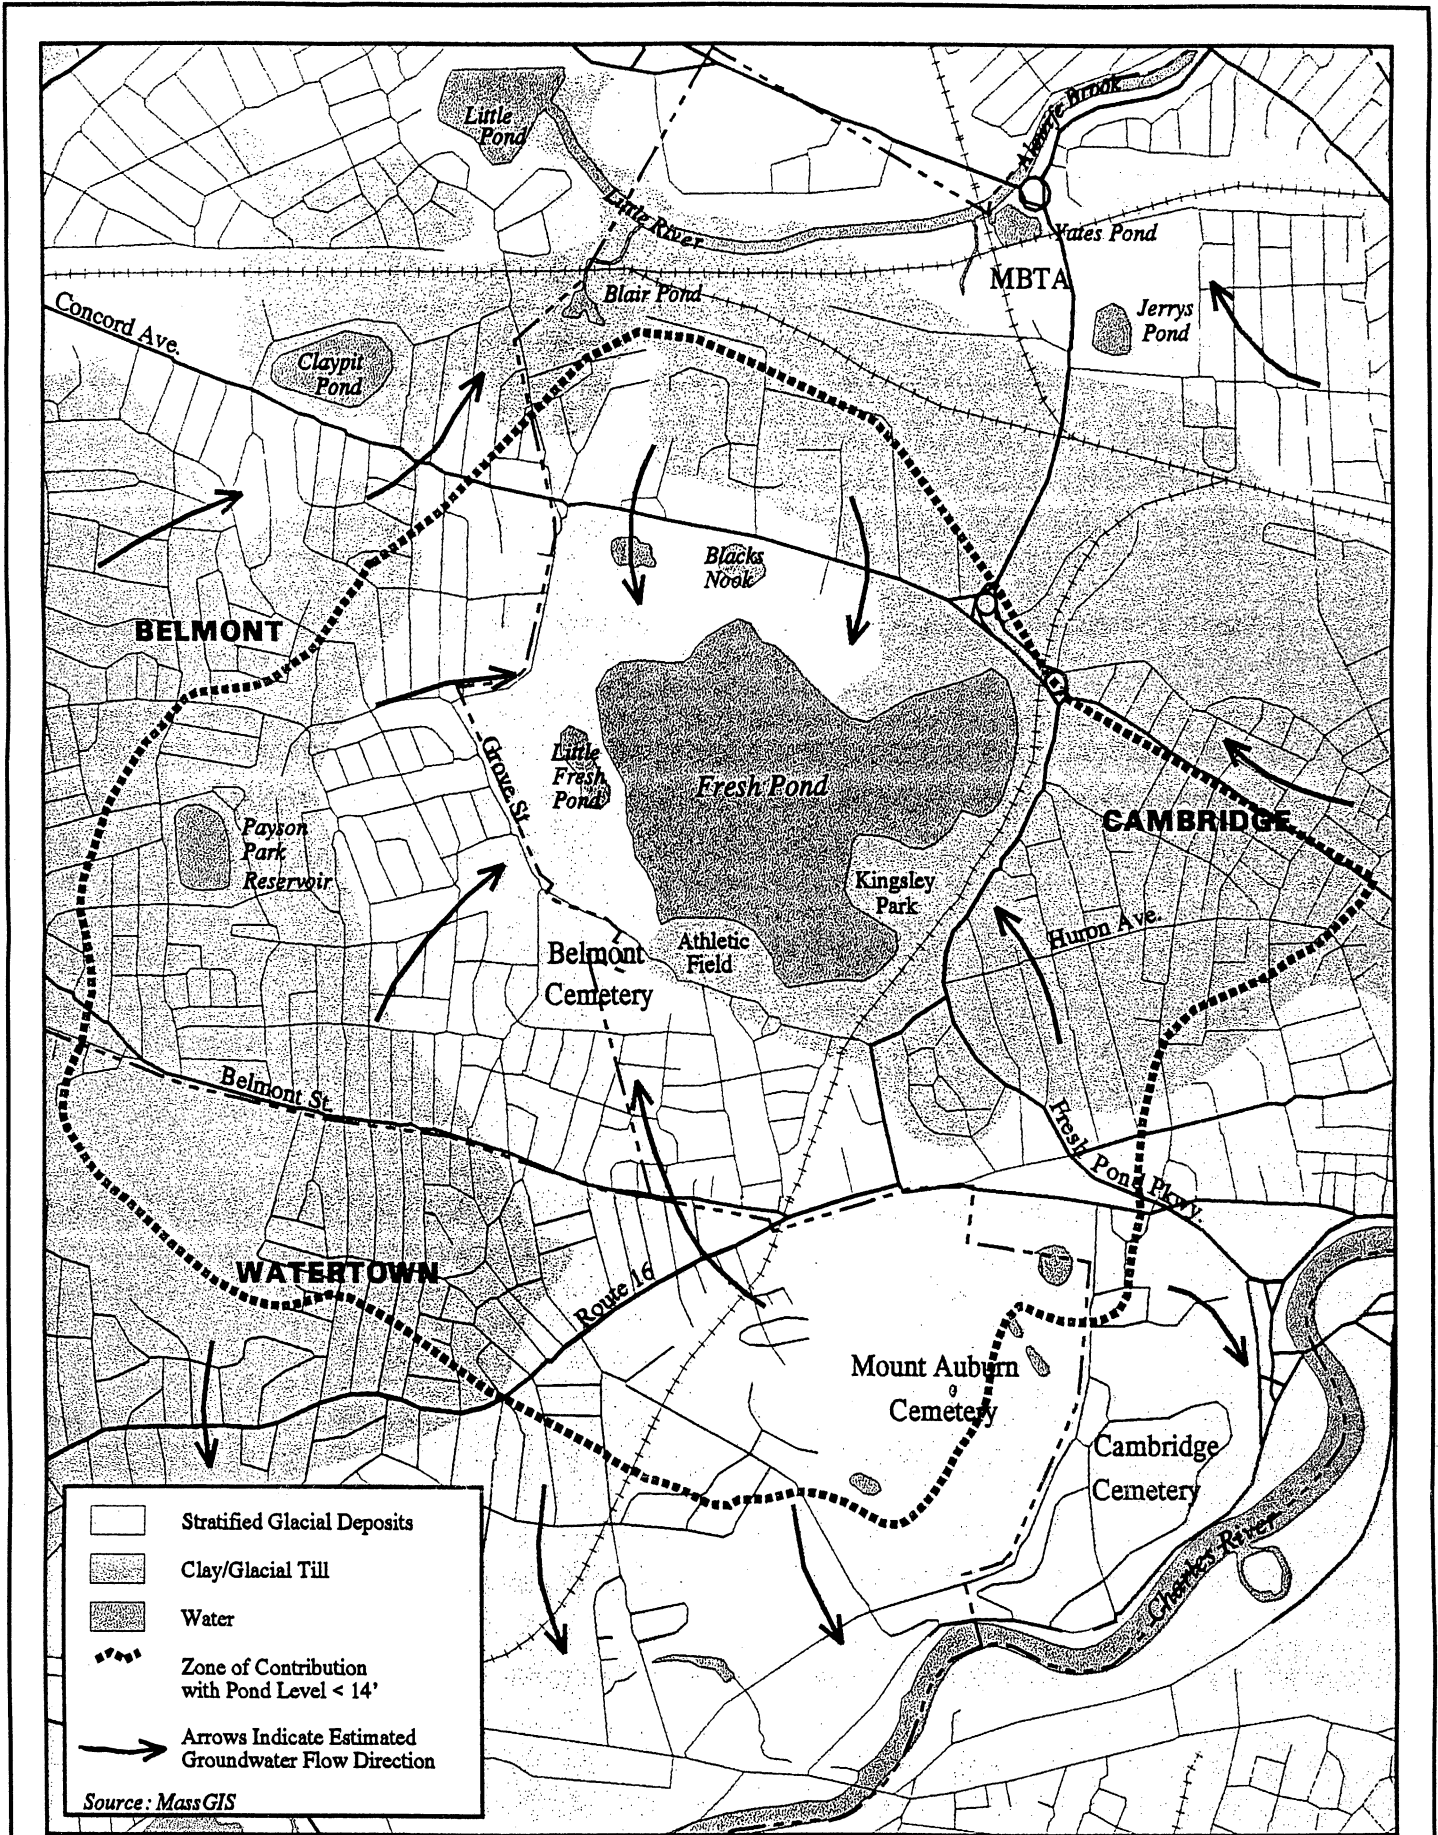 Little
Pond
Alewife Brook
Little River
Yates Pond
MBTA
Blair Pond
Jerrys
Pond
Concord Ave.
Claypit
Pond
Blacks
Nook
BELMONT
Grove St.
Little
Fresh
Pond
Fresh Pond
CAMBRIDGE
Payson
Park
Reservoir
Kingsley
Park
Huron Ave.
Athletic
Field
Belmont
Cemetery
Belmont St.
Fresh Pond Pkwy.
WATERTOWN
Route 16
Mount Auburn
Cemetery
Cambridge
Cemetery
Charles River
Stratified Glacial Deposits
Clay/Glacial Till
Water
Zone of Contribution
with Pond Level < 14'
Arrows Indicate Estimated
Groundwater Flow Direction
Source: MassGIS